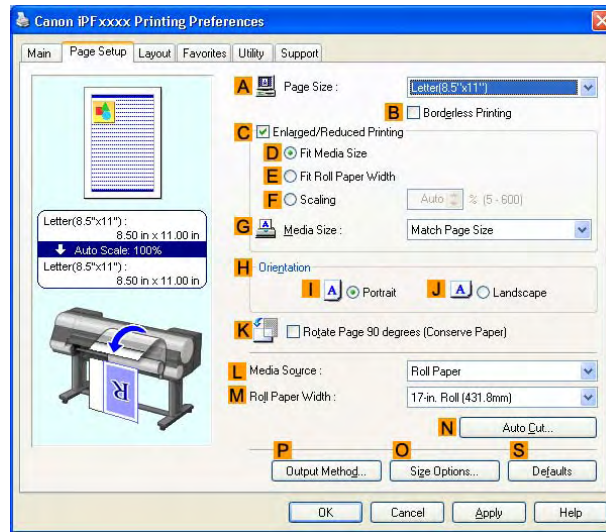 Canon iPFxxxx Printing Preferences
Main Page Setup Layout Favorites Utility Support
A Page Size : Letter(8.5"x11")
B Borderless Printing
C Enlarged/Reduced Printing
D Fit Media Size
E Fit Roll Paper Width
F Scaling Auto % (5 - 600)
G Media Size : Match Page Size
Letter(8.5"x11") :
8.50 in x 11.00 in
Auto Scale: 100%
Letter(8.5"x11") :
8.50 in x 11.00 in
H Orientation
I A Portrait J A Landscape
K Rotate Page 90 degrees (Conserve Paper)
R
L Media Source : Roll Paper
M Roll Paper Width : 17-in. Roll (431.8mm)
N Auto Cut...
P O S
Output Method... Size Options... Defaults
OK Cancel Apply Help